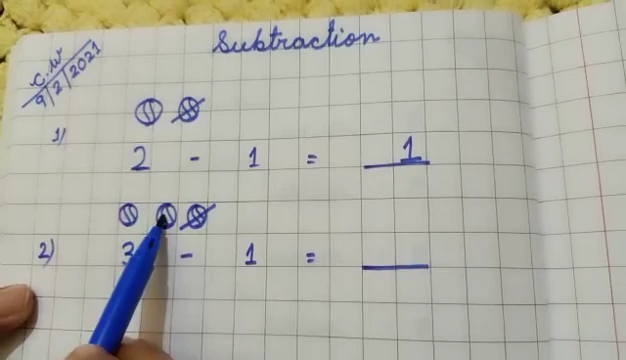 Subtraction
C.W
9/2/2021
1)
2 - 1 = 1
2)
3 - 1 =